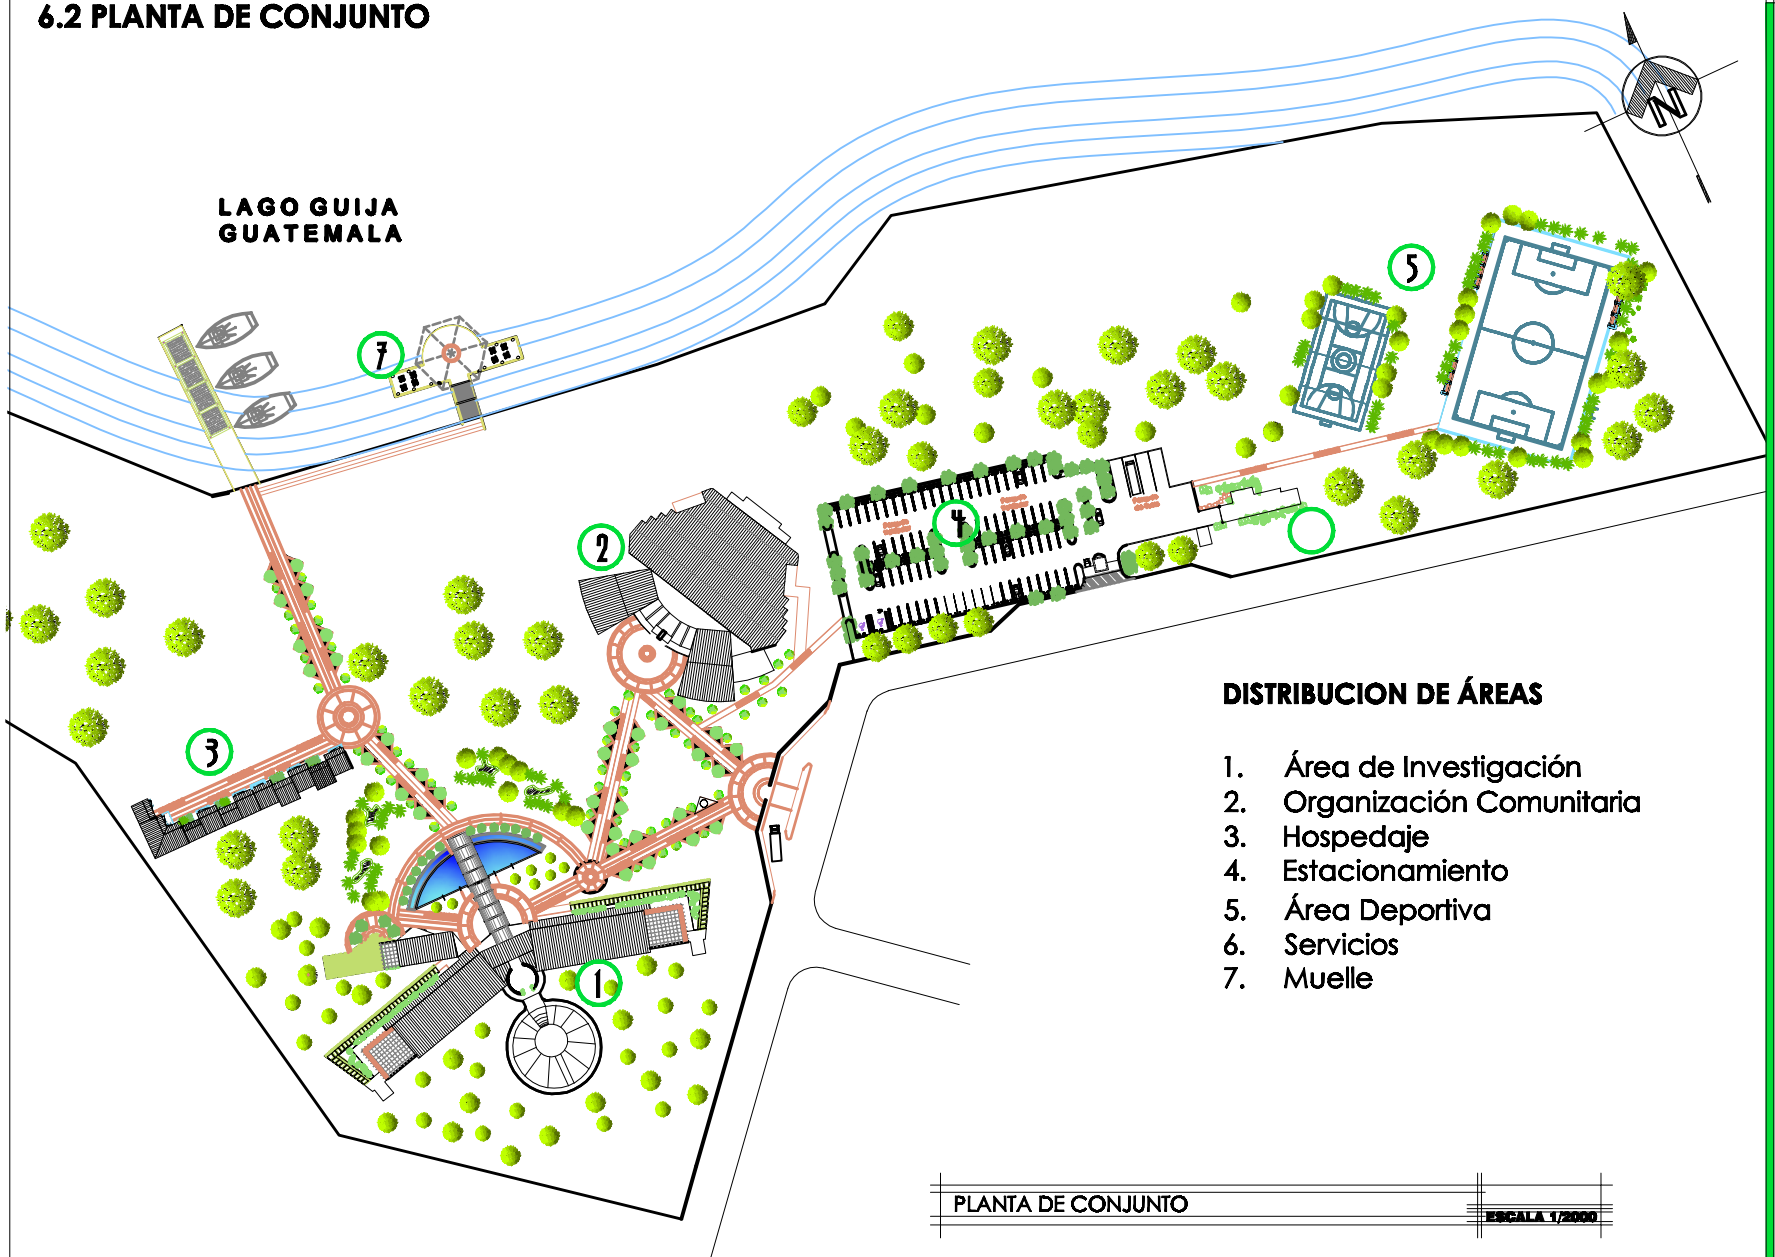 6.2 PLANTA DE CONJUNTO
N
LAGO GUIJA
GUATEMALA
5
7
4
2
3
1
DISTRIBUCION DE ÁREAS
1. Área de Investigación
2. Organización Comunitaria
3. Hospedaje
4. Estacionamiento
5. Área Deportiva
6. Servicios
7. Muelle
PLANTA DE CONJUNTO
ESCALA 1/2000